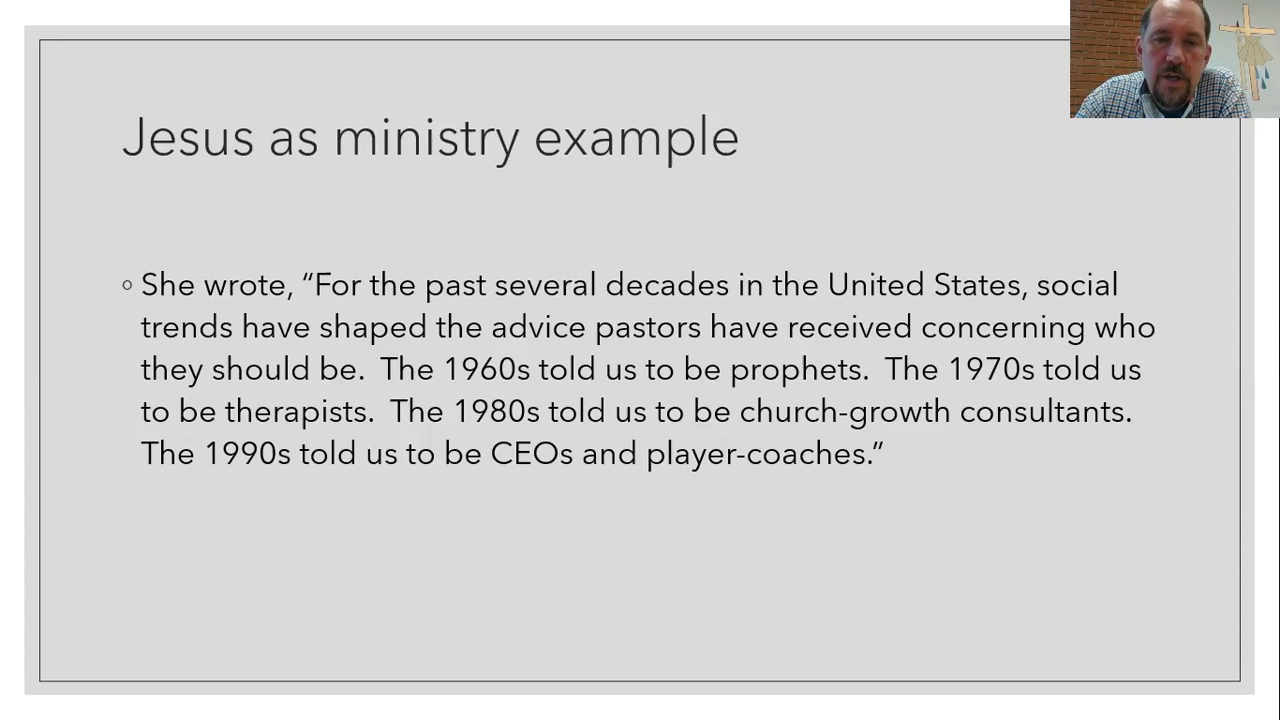 Jesus as ministry example
She wrote, “For the past several decades in the United States, social
trends have shaped the advice pastors have received concerning who
they should be.  The 1960s told us to be prophets.  The 1970s told us
to be therapists.  The 1980s told us to be church-growth consultants.
The 1990s told us to be CEOs and player-coaches.”